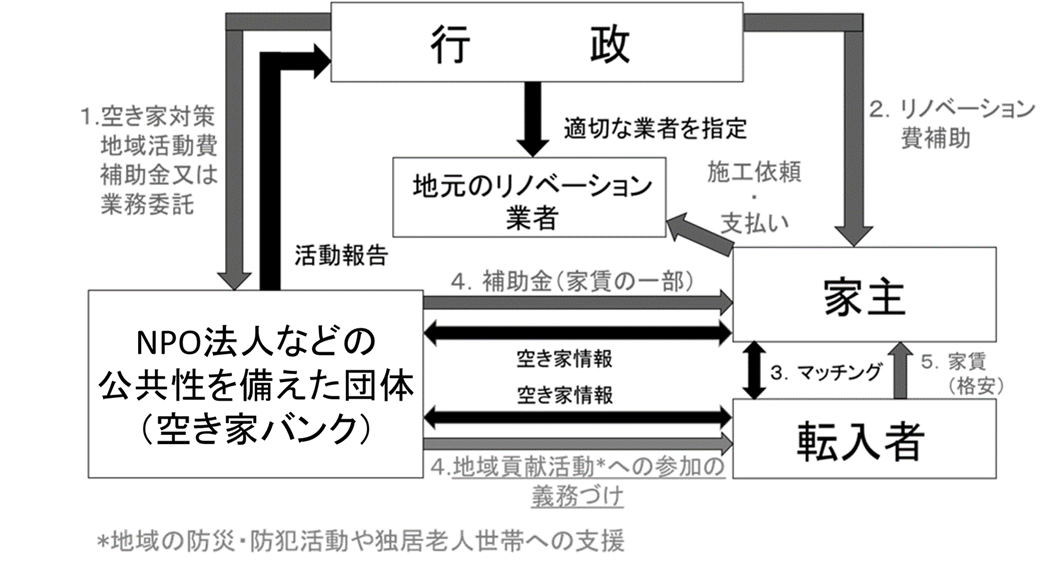 行　　　政
1.空き家対策
地域活動費
補助金又は
業務委託
適切な業者を指定
2．リノベーション
費補助
地元のリノベーション
業者
施工依頼
・
支払い
活動報告
4．補助金（家賃の一部）
家主
NPO法人などの
公共性を備えた団体
（空き家バンク）
空き家情報
3．マッチング
5．家賃
（格安）
空き家情報
転入者
4.地域貢献活動*への参加の
義務づけ
*地域の防災・防犯活動や独居老人世帯への支援